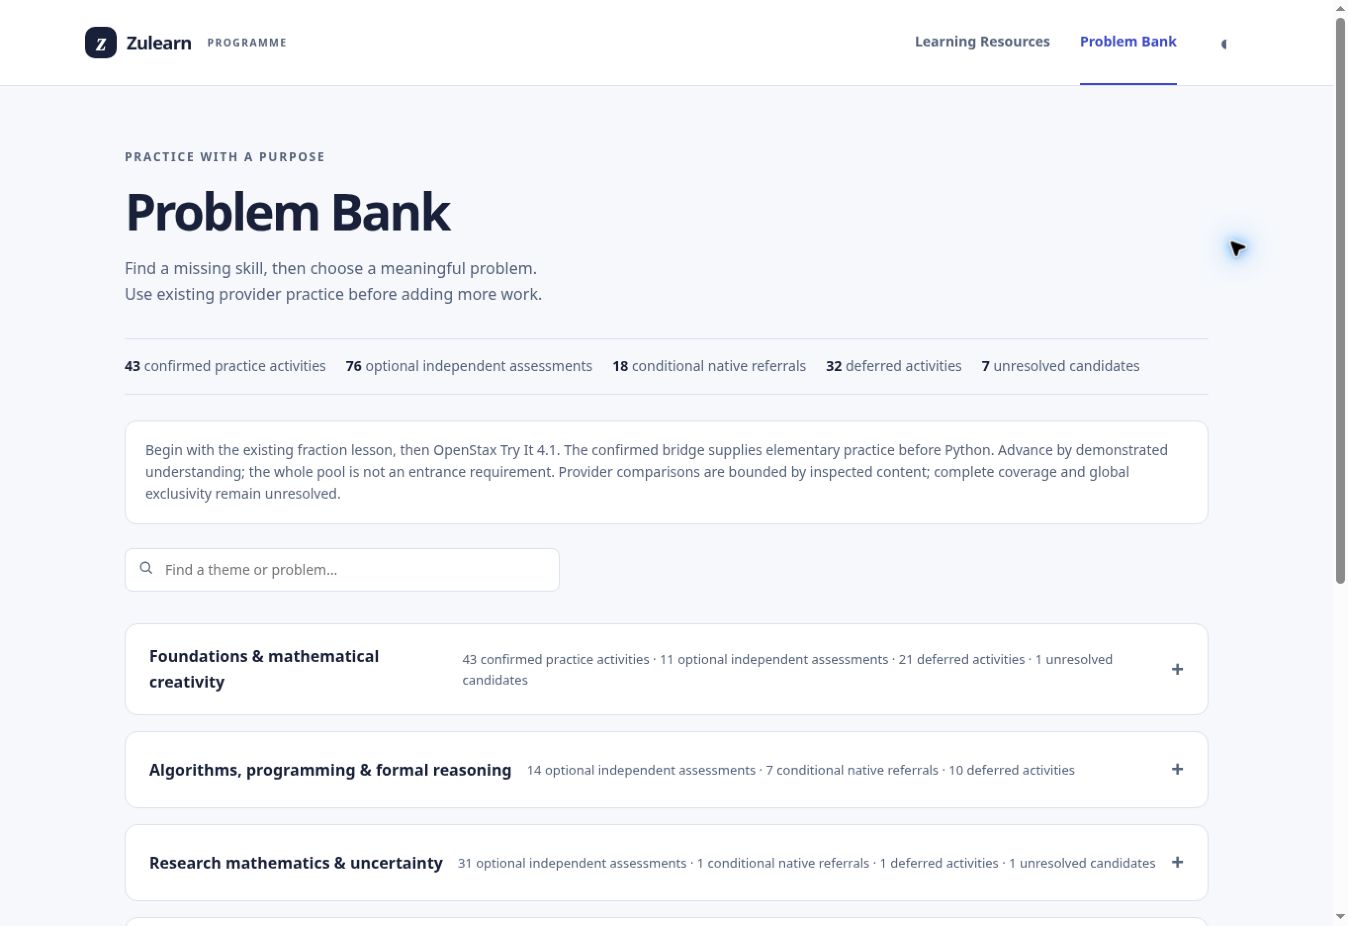 Z Zulearn PROGRAMME
Learning Resources Problem Bank
PRACTICE WITH A PURPOSE
Problem Bank
Find a missing skill, then choose a meaningful problem.
Use existing provider practice before adding more work.
43 confirmed practice activities 76 optional independent assessments 18 conditional native referrals 32 deferred activities 7 unresolved candidates
Begin with the existing fraction lesson, then OpenStax Try It 4.1. The confirmed bridge supplies elementary practice before Python. Advance by demonstrated
understanding; the whole pool is not an entrance requirement. Provider comparisons are bounded by inspected content; complete coverage and global
exclusivity remain unresolved.
Find a theme or problem...
Foundations & mathematical
creativity
43 confirmed practice activities · 11 optional independent assessments · 21 deferred activities · 1 unresolved
candidates
+
Algorithms, programming & formal reasoning 14 optional independent assessments · 7 conditional native referrals · 10 deferred activities +
Research mathematics & uncertainty 31 optional independent assessments · 1 conditional native referrals · 1 deferred activities · 1 unresolved candidates +